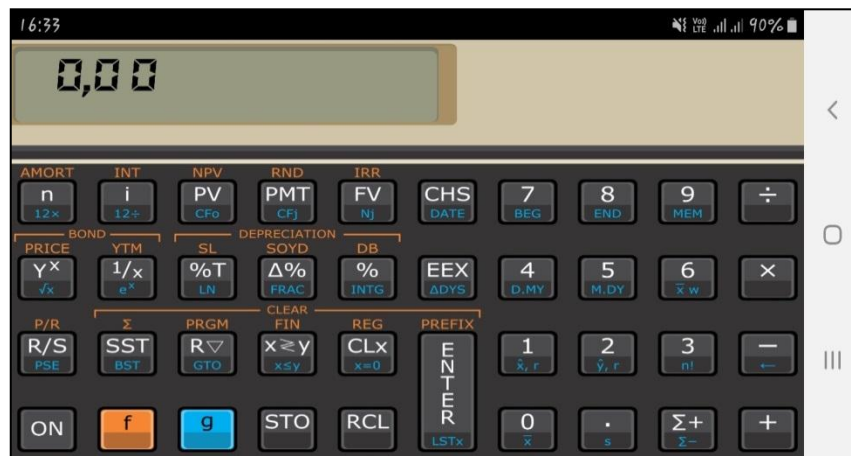 16:33 Vo)) LTE 90%
0,00
AMORT INT NPV RND IRR
n i PV PMT FV CHS 7 8 9 ÷
12× 12÷ CFo CFj Nj DATE BEG END MEM
BOND DEPRECIATION
PRICE YTM SL SOYD DB
Yˣ 1/x %T Δ% % EEX 4 5 6 ×
√x eˣ LN FRAC INTG ΔDYS D.MY M.DY x̄ w
CLEAR
P/R Σ PRGM FIN REG PREFIX
R/S SST R▽ x≷y CLx ENTER 1 2 3 −
PSE BST GTO x≤y x=0 x̂, r ŷ, r n! ←
ON f g STO RCL 0 . Σ+ +
LSTx x̄ s Σ−